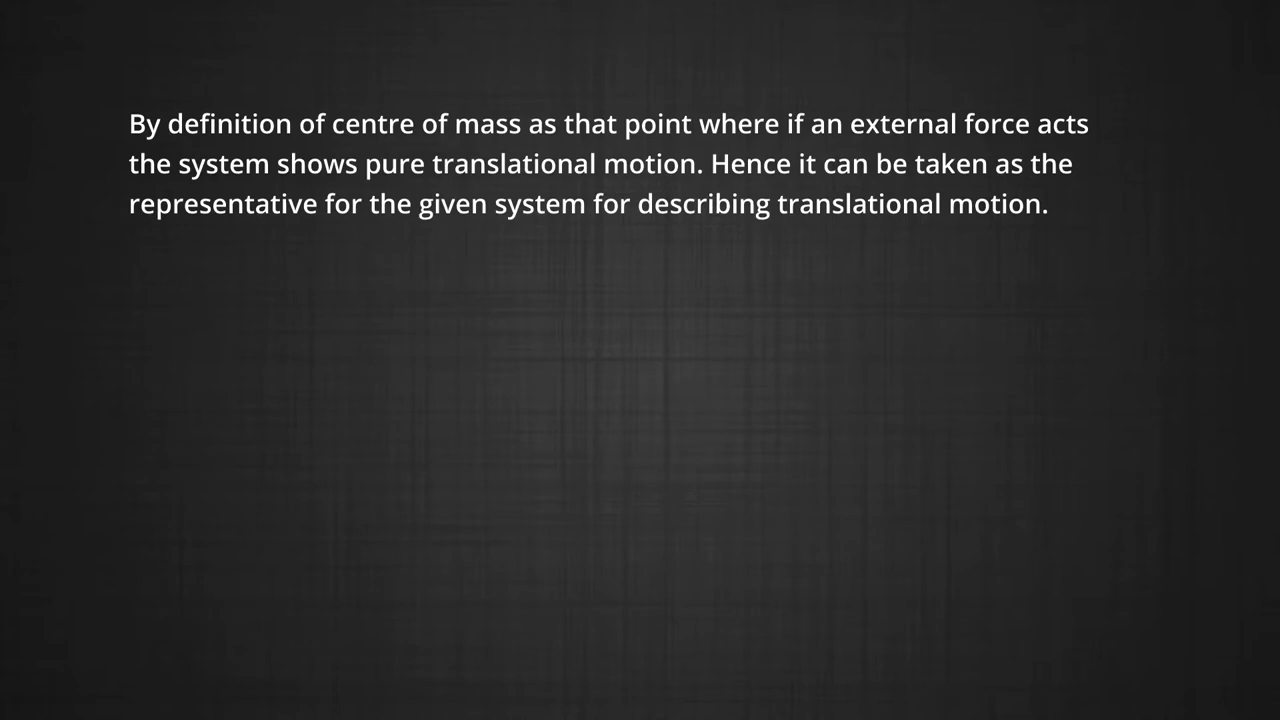 By definition of centre of mass as that point where if an external force acts
the system shows pure translational motion. Hence it can be taken as the
representative for the given system for describing translational motion.